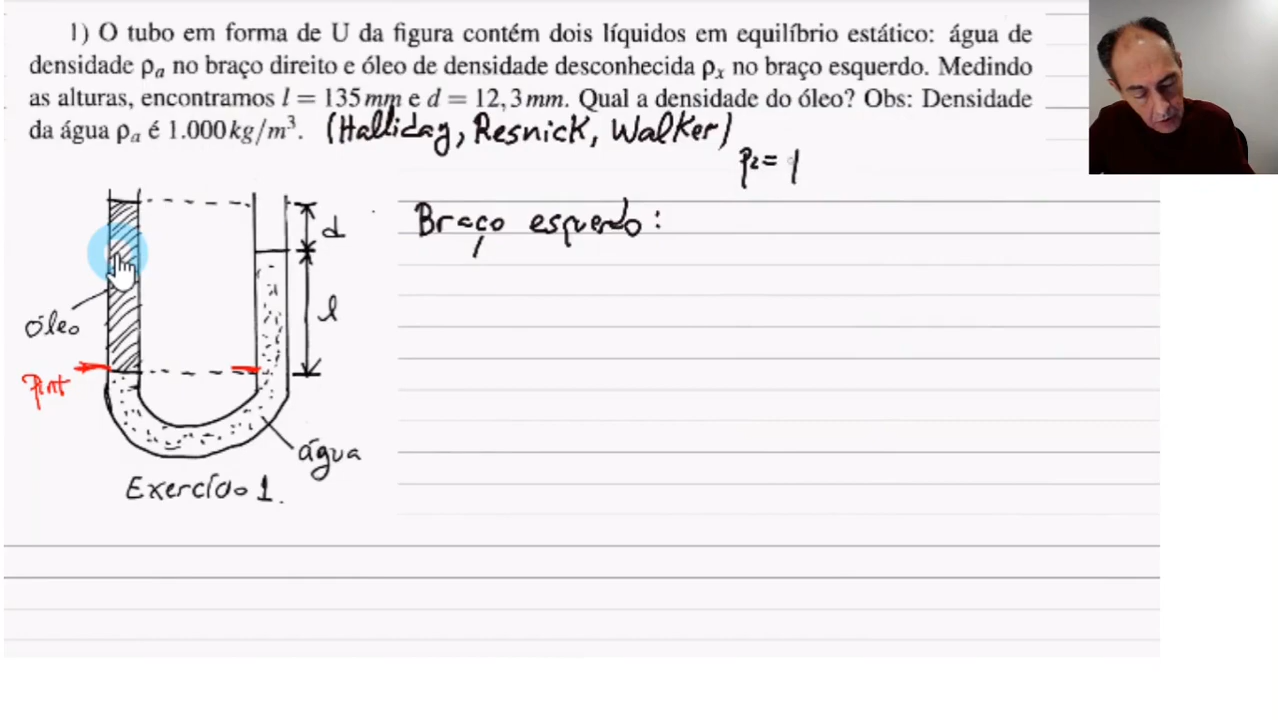 1) O tubo em forma de U da figura contém dois líquidos em equilíbrio estático: água de
densidade ρₐ no braço direito e óleo de densidade desconhecida ρₓ no braço esquerdo. Medindo
as alturas, encontramos l = 135 mm e d = 12,3 mm. Qual a densidade do óleo? Obs: Densidade
da água ρₐ é 1.000 kg/m³. (Halliday, Resnick, Walker)
p₂ = p
Braço esquerdo:
d
l
óleo
Pint
água
Exercício 1.